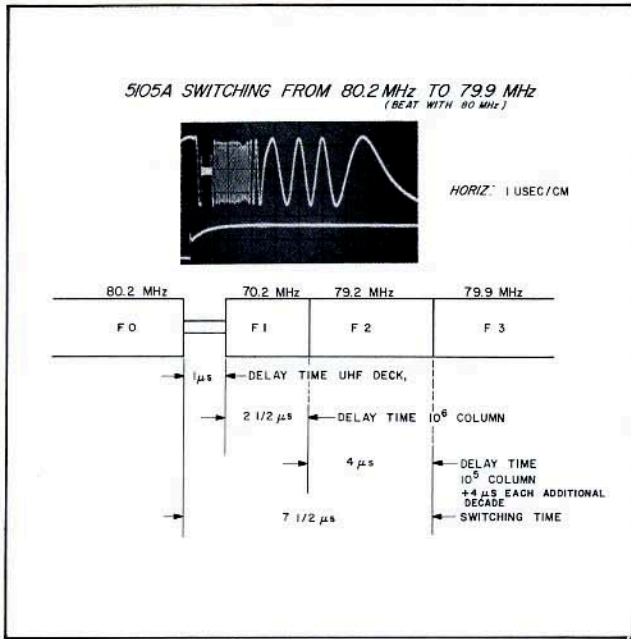 5105A SWITCHING FROM 80.2 MHz TO 79.9 MHz
(BEAT WITH 80 MHz)
HORIZ: 1 USEC/CM
80.2 MHz 70.2 MHz 79.2 MHz 79.9 MHz
F0 F1 F2 F3
1μs DELAY TIME UHF DECK,
2 1/2 μs DELAY TIME 10⁶ COLUMN
4 μs DELAY TIME
10⁵ COLUMN
+4 μS EACH ADDITIONAL
DECADE
7 1/2 μs SWITCHING TIME